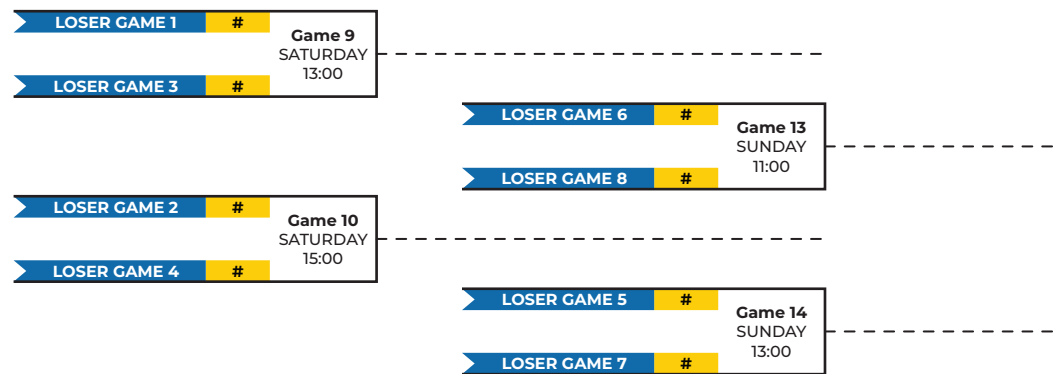 LOSER GAME 1 #
Game 9
SATURDAY
13:00
LOSER GAME 3 #
LOSER GAME 6 #
Game 13
SUNDAY
11:00
LOSER GAME 8 #
LOSER GAME 2 #
Game 10
SATURDAY
15:00
LOSER GAME 4 #
LOSER GAME 5 #
Game 14
SUNDAY
13:00
LOSER GAME 7 #